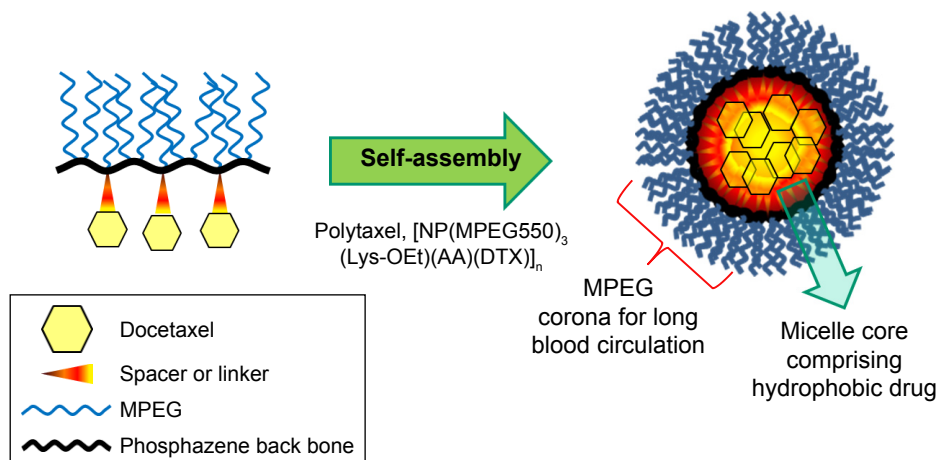 Self-assembly
Polytaxel, [NP(MPEG550)₃
(Lys-OEt)(AA)(DTX)]ₙ
MPEG
corona for long
blood circulation
Micelle core
comprising
hydrophobic drug
Docetaxel
Spacer or linker
MPEG
Phosphazene back bone